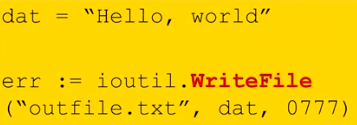 dat = “Hello, world”
err := ioutil.WriteFile
(“outfile.txt”, dat, 0777)